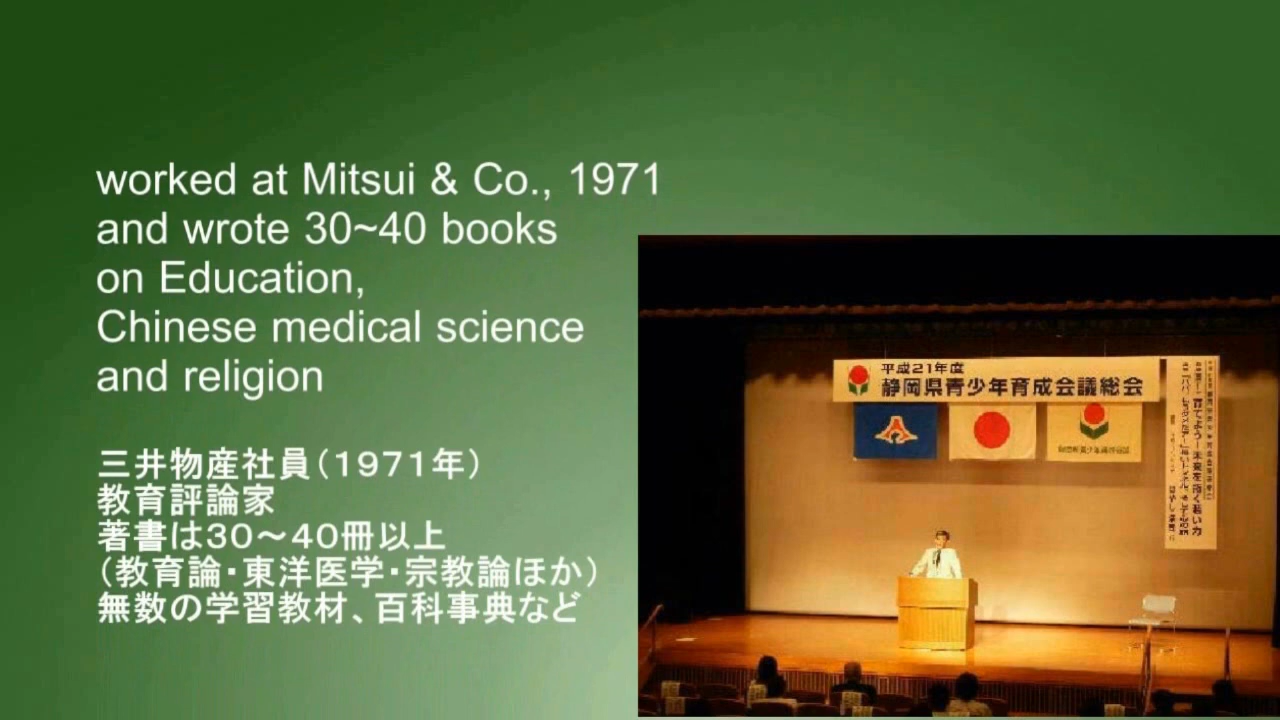 worked at Mitsui & Co., 1971
and wrote 30~40 books
on Education,
Chinese medical science
and religion
三井物産社員（1971年）
教育評論家
著書は30～40冊以上
（教育論・東洋医学・宗教論ほか）
無数の学習教材、百科事典など
平成21年度
静岡県青少年育成会議総会